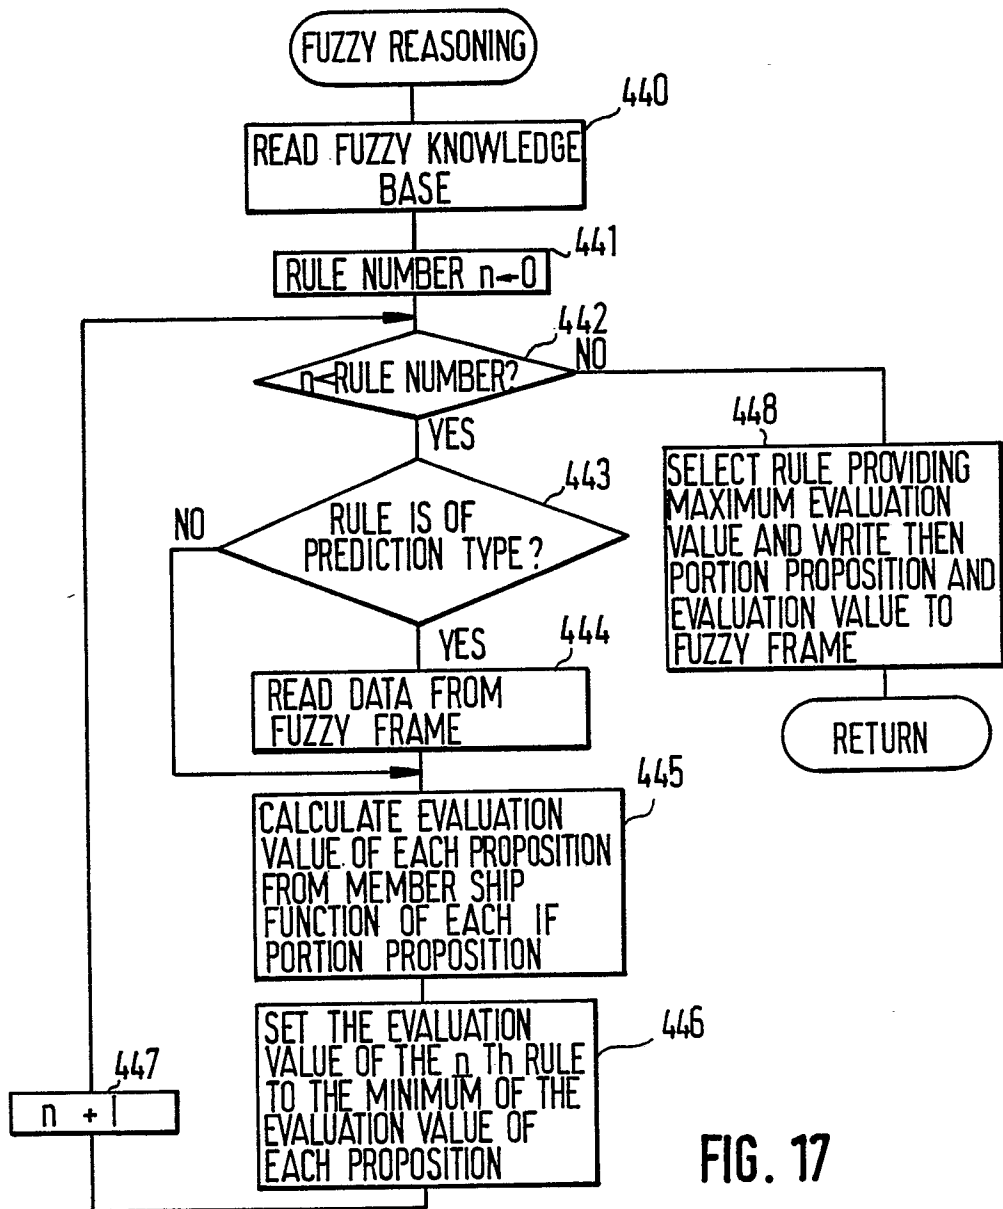 FUZZY REASONING
440
READ FUZZY KNOWLEDGE
BASE
441
RULE NUMBER n←0
442
n<RULE NUMBER?
NO
YES
443
NO
RULE IS OF
PREDICTION TYPE?
YES
444
READ DATA FROM
FUZZY FRAME
445
CALCULATE EVALUATION
VALUE OF EACH PROPOSITION
FROM MEMBER SHIP
FUNCTION OF EACH IF
PORTION PROPOSITION
446
SET THE EVALUATION
VALUE OF THE n Th RULE
TO THE MINIMUM OF THE
EVALUATION VALUE OF
EACH PROPOSITION
447
n + 1
448
SELECT RULE PROVIDING
MAXIMUM EVALUATION
VALUE AND WRITE THEN
PORTION PROPOSITION AND
EVALUATION VALUE TO
FUZZY FRAME
RETURN
FIG. 17